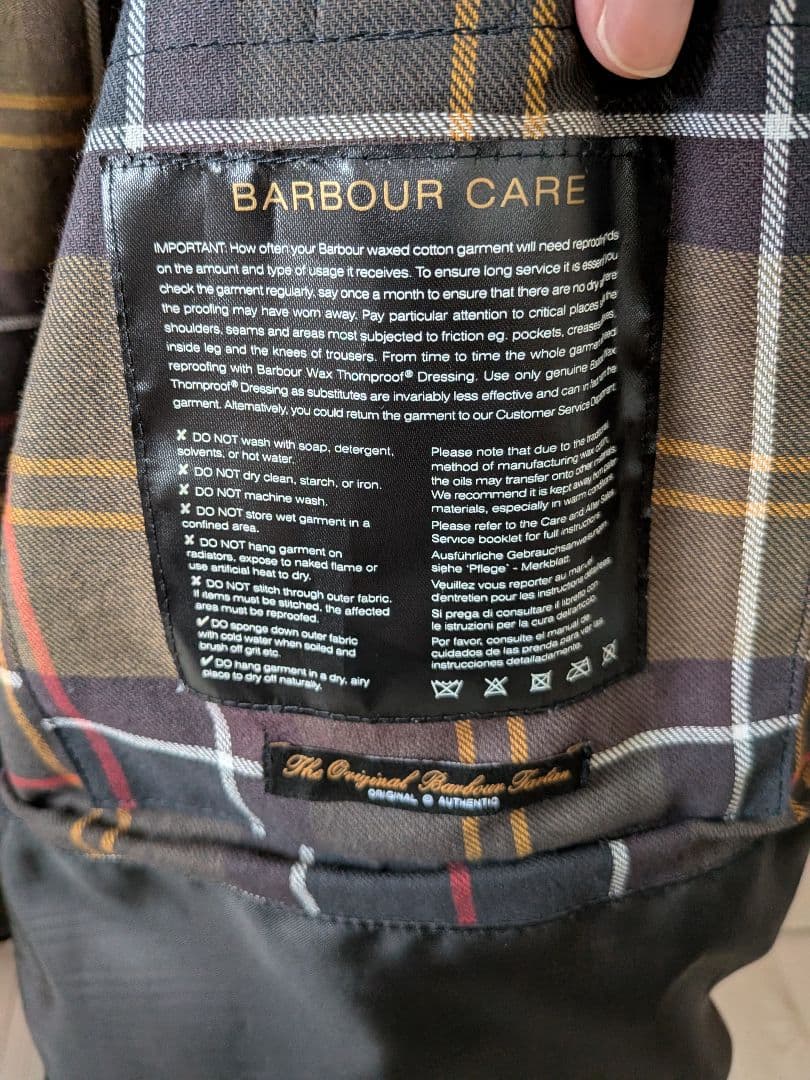 BARBOUR CARE
IMPORTANT: How often your Barbour waxed cotton garment will need
on the amount and type of usage it receives. To ensure long service it is
check the garment regularly, say once a month to ensure that there are no dry
the proofing may have worn away. Pay particular attention to critical places
shoulders, seams and areas most subjected to friction eg. pockets,
inside leg and the knees of trousers. From time to time the whole
reproofing with Barbour Wax Thornproof® Dressing. Use only genuine
Thornproof® Dressing as substitutes are invariably less effective and can in
garment. Alternatively, you could return the garment to our Customer Service
✘ DO NOT wash with soap, detergent,
solvents, or hot water.
✘ DO NOT dry clean, starch, or iron.
✘ DO NOT machine wash.
✘ DO NOT store wet garment in a
confined area.
✘ DO NOT hang garment on
radiators, expose to naked flame or
use artificial heat to dry.
✘ DO NOT stitch through outer fabric.
If items must be stitched, the affected
area must be reproofed.
✔ DO sponge down outer fabric
with cold water when soiled and
brush off grit etc.
✔ DO hang garment in a dry, airy
place to dry off naturally.
Please note that due to the
method of manufacturing wax
the oils may transfer onto other
We recommend it is kept away
materials, especially in warm
Please refer to the Care and After Sales
Service booklet for full
Ausführliche
siehe "Pflege" - Merkblatt.
Veuillez vous reporter au manuel
d'entretien pour les instructions
Si prega di consultare il libretto con
le istruzioni per la cura dell'articolo.
Por favor, consulte el manual de
cuidados de las prenda para ver las
instrucciones detalladamente.
The Original Barbour Tartan
ORIGINAL @ AUTHENTIC